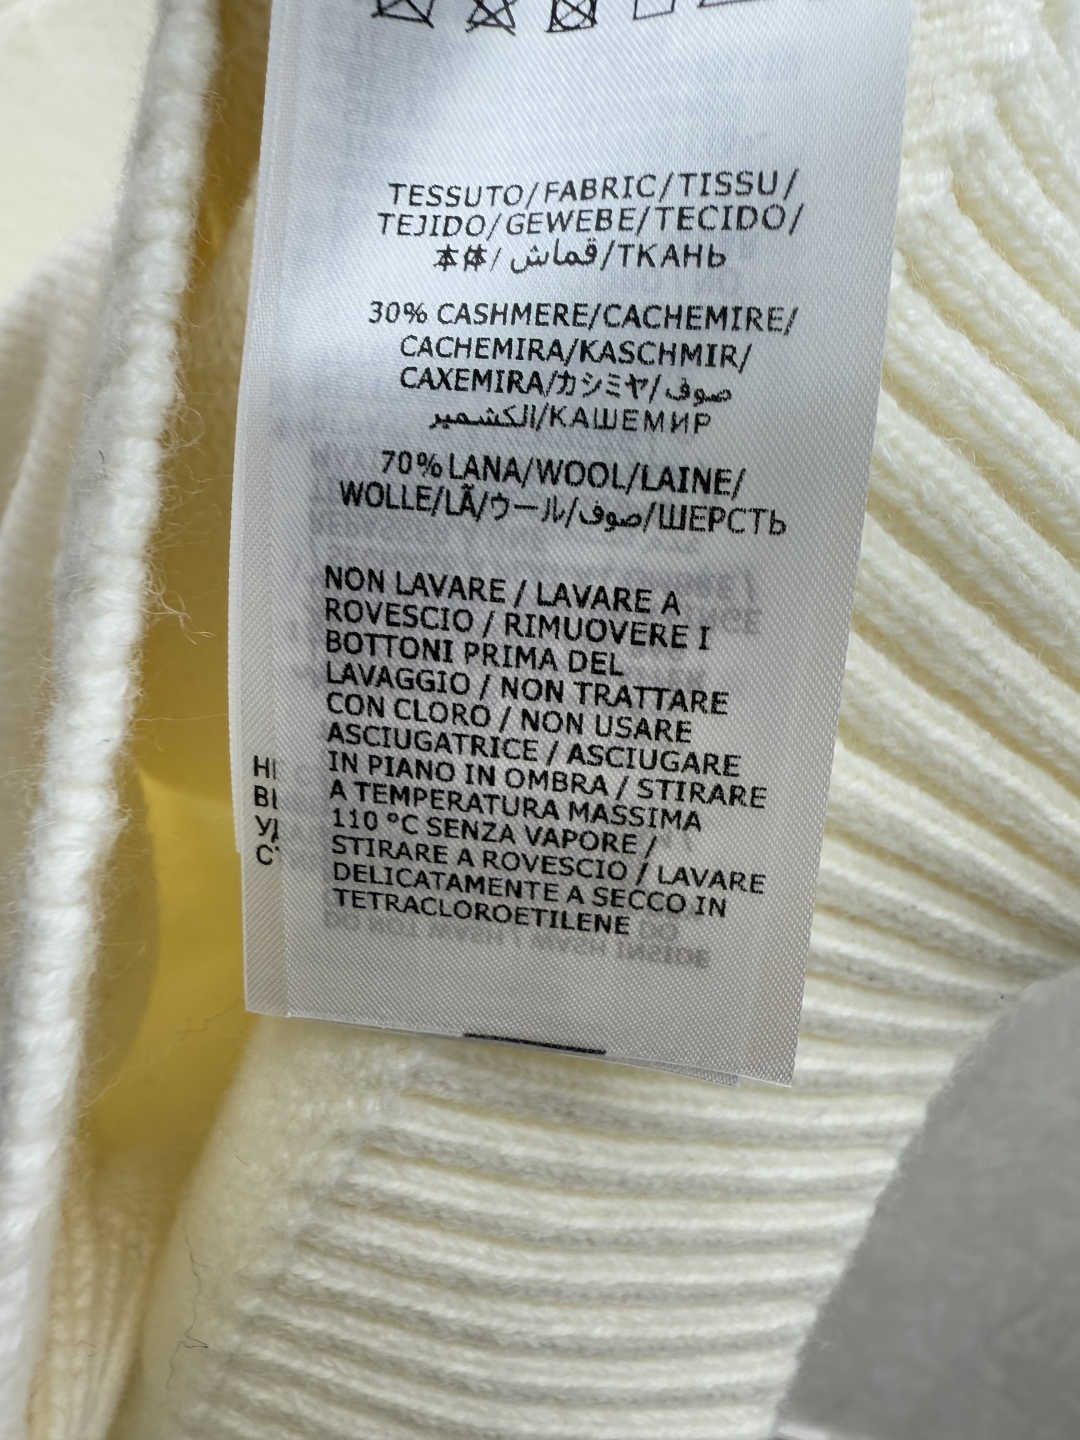 TESSUTO/FABRIC/TISSU/
TEJIDO/GEWEBE/TECIDO/
本体/قماش/ТКАНЬ
30% CASHMERE/CACHEMIRE/
CACHEMIRA/KASCHMIR/
CAXEMIRA/カシミヤ/صوف
الكشمير/КАШЕМИР
70% LANA/WOOL/LAINE/
WOLLE/LÃ/ウール/صوف/ШЕРСТЬ
NON LAVARE / LAVARE A
ROVESCIO / RIMUOVERE I
BOTTONI PRIMA DEL
LAVAGGIO / NON TRATTARE
CON CLORO / NON USARE
ASCIUGATRICE / ASCIUGARE
IN PIANO IN OMBRA / STIRARE
A TEMPERATURA MASSIMA
110 °C SENZA VAPORE /
STIRARE A ROVESCIO / LAVARE
DELICATAMENTE A SECCO IN
TETRACLOROETILENE